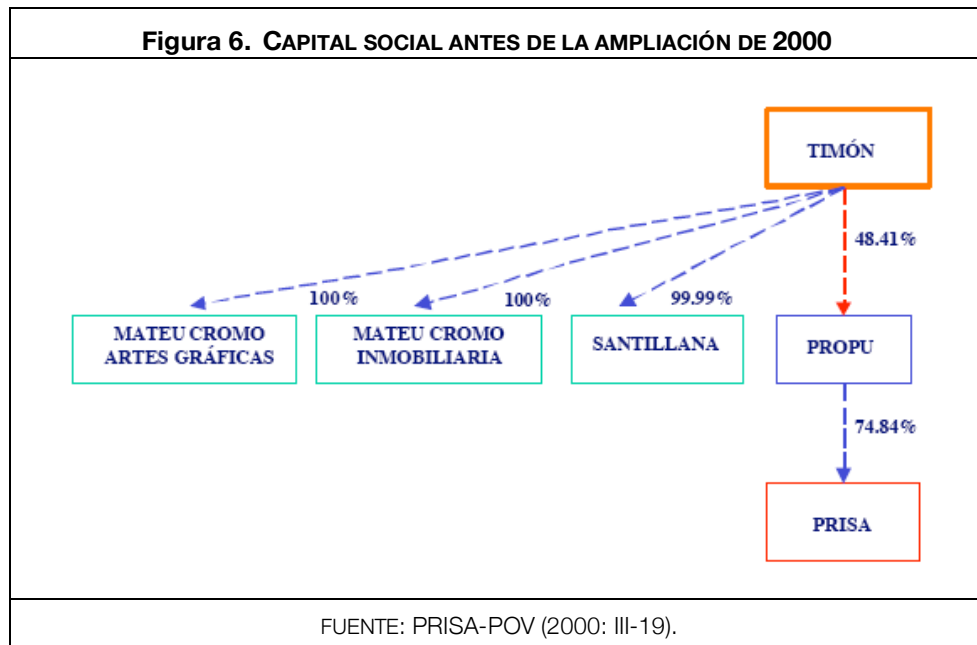 Figura 6. CAPITAL SOCIAL ANTES DE LA AMPLIACIÓN DE 2000
TIMÓN
48.41%
100%
100%
99.99%
MATEU CROMO
ARTES GRÁFICAS
MATEU CROMO
INMOBILIARIA
SANTILLANA
PROPU
74.84%
PRISA
FUENTE: PRISA-POV (2000: III-19).